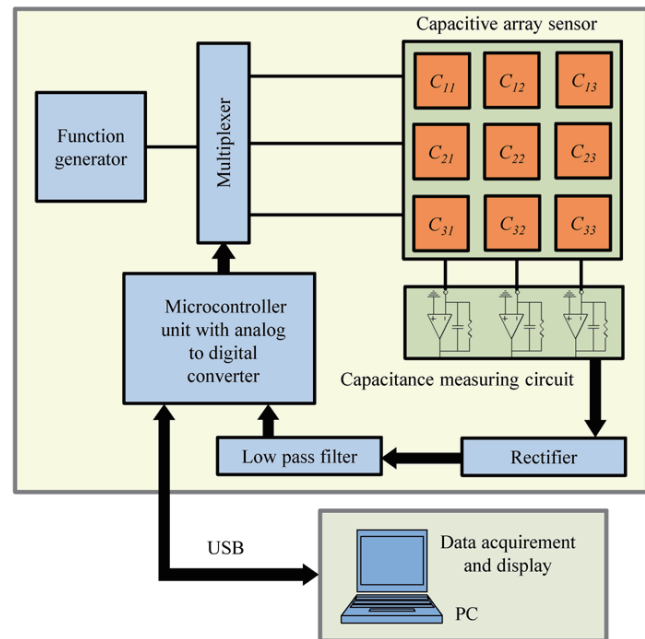 Capacitive array sensor
Function
generator
Multiplexer
C11 C12 C13
C21 C22 C23
C31 C32 C33
Microcontroller
unit with analog
to digital
converter
Capacitance measuring circuit
Low pass filter
Rectifier
USB
Data acquirement
and display
PC